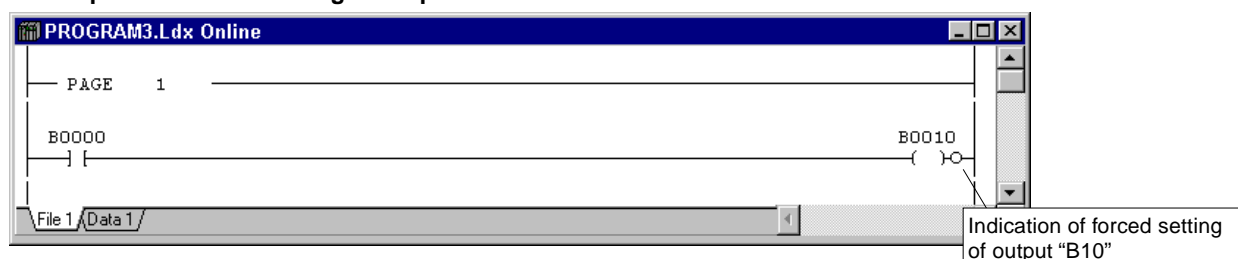 PROGRAM3.Ldx Online
PAGE 1
B0000 B0010
File 1 Data 1
Indication of forced setting
of output “B10”